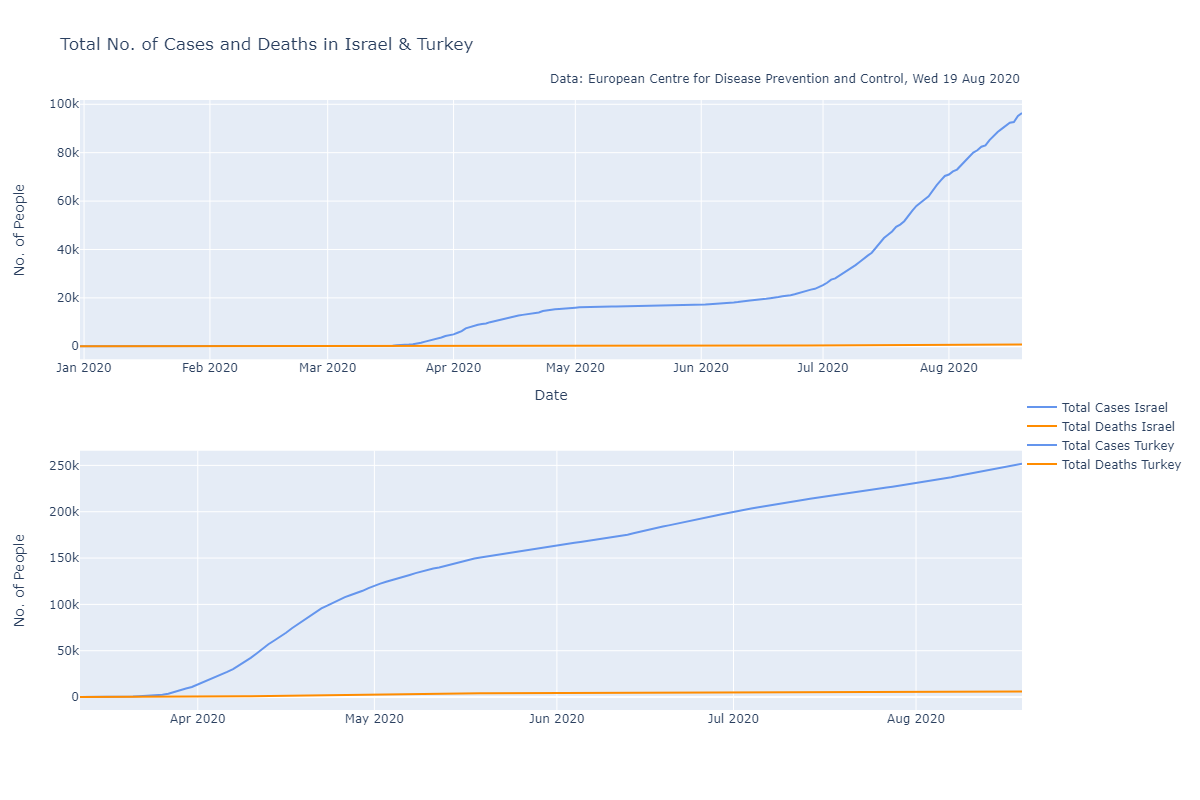 Total No. of Cases and Deaths in Israel & Turkey
Data: European Centre for Disease Prevention and Control, Wed 19 Aug 2020
No. of People
100k
80k
60k
40k
20k
0
Jan 2020 Feb 2020 Mar 2020 Apr 2020 May 2020 Jun 2020 Jul 2020 Aug 2020
Date
Total Cases Israel
Total Deaths Israel
Total Cases Turkey
Total Deaths Turkey
No. of People
250k
200k
150k
100k
50k
0
Apr 2020 May 2020 Jun 2020 Jul 2020 Aug 2020